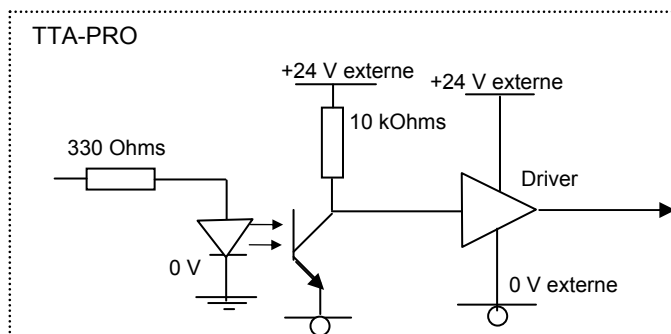 TTA-PRO
+24 V externe
+24 V externe
10 kOhms
330 Ohms
Driver
0 V
0 V externe